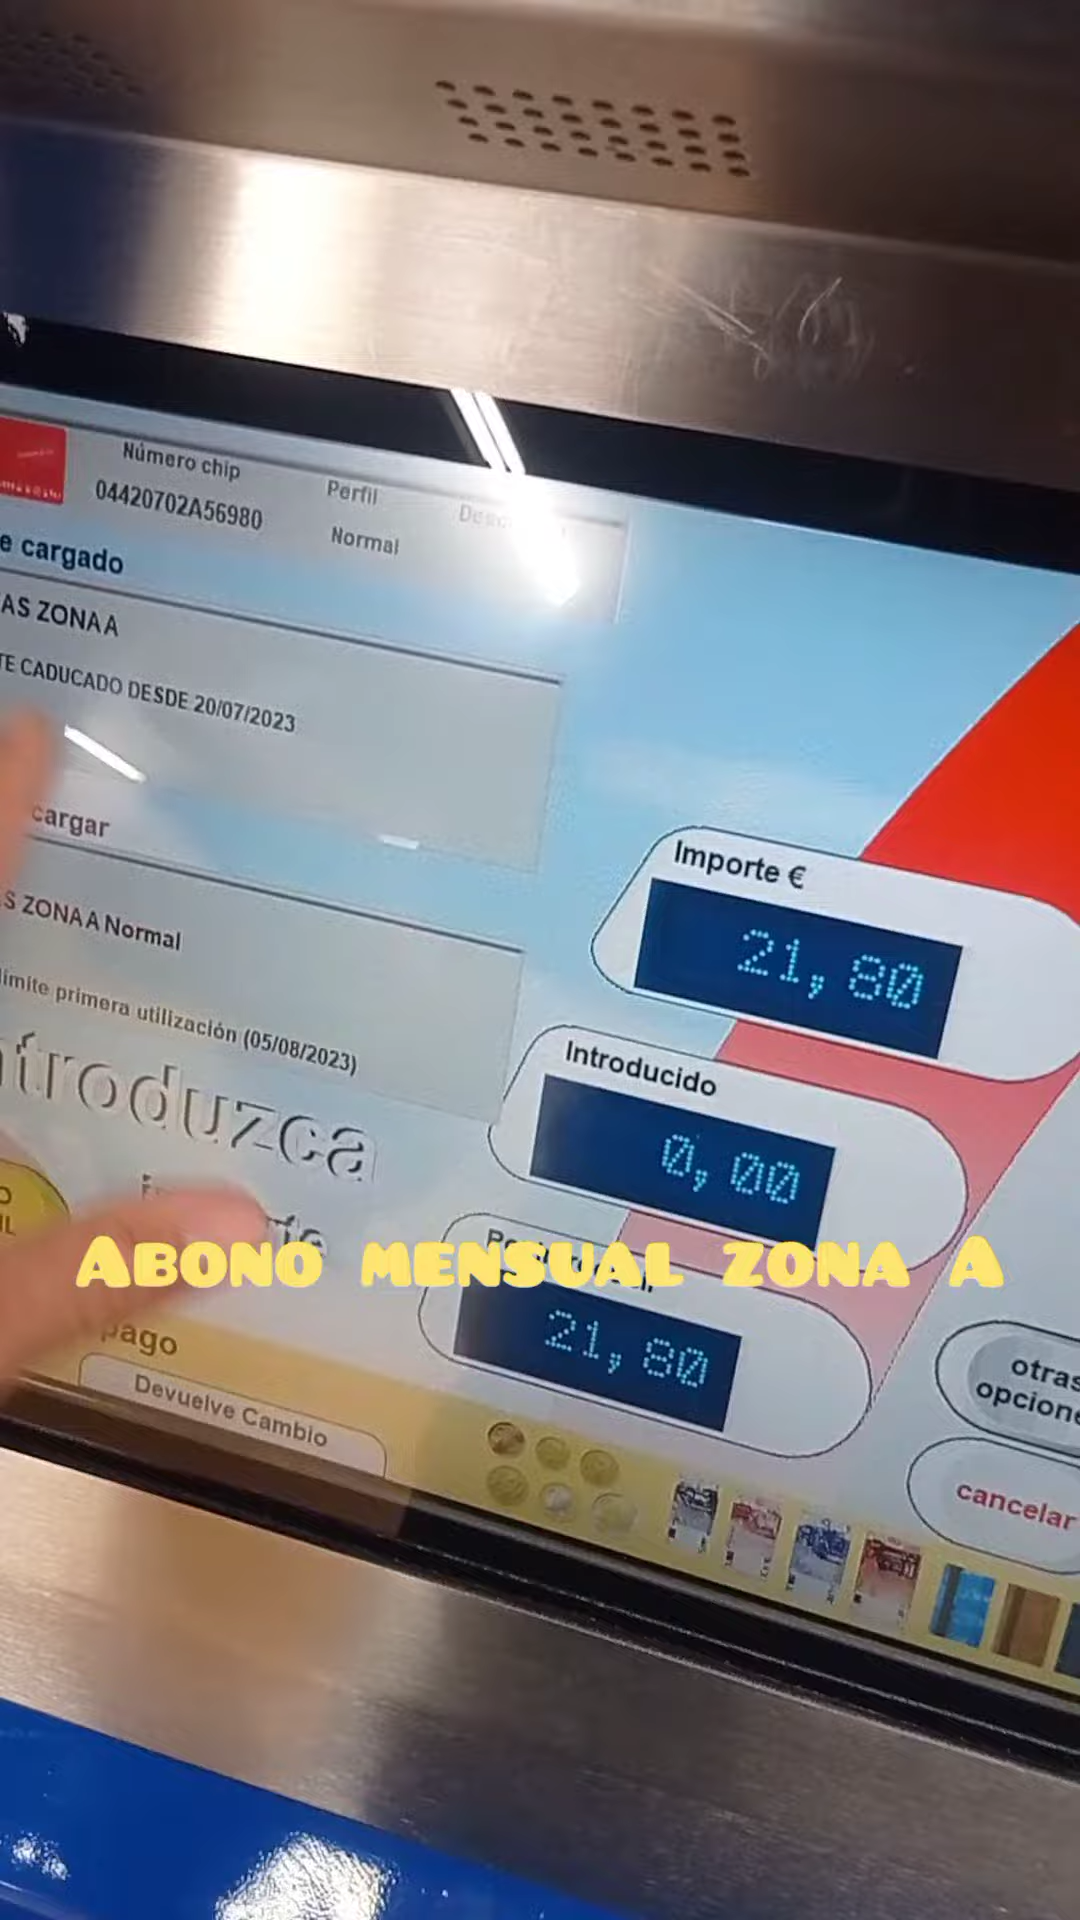 Número chip
04420702A56980
Perfil
Normal
e cargado
AS ZONA A
TE CADUCADO DESDE 20/07/2023
cargar
S ZONA A Normal
límite primera utilización (05/08/2023)
ntroduzca
Importe €
21,80
Introducido
0,00
21,80
ABONO MENSUAL ZONA A
pago
Devuelve Cambio
otras
opcione
cancelar